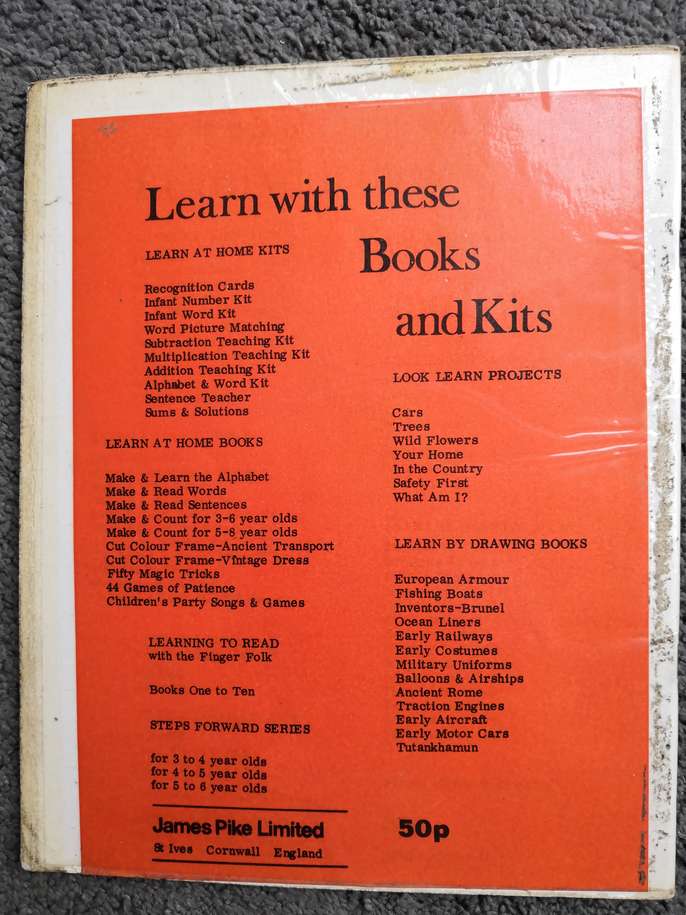 Learn with these
Books
and Kits
LEARN AT HOME KITS
Recognition Cards
Infant Number Kit
Infant Word Kit
Word Picture Matching
Subtraction Teaching Kit
Multiplication Teaching Kit
Addition Teaching Kit
Alphabet & Word Kit
Sentence Teacher
Sums & Solutions
LEARN AT HOME BOOKS
Make & Learn the Alphabet
Make & Read Words
Make & Read Sentences
Make & Count for 3-6 year olds
Make & Count for 5-8 year olds
Cut Colour Frame-Ancient Transport
Cut Colour Frame-Vintage Dress
Fifty Magic Tricks
44 Games of Patience
Children's Party Songs & Games
LEARNING TO READ
with the Finger Folk
Books One to Ten
STEPS FORWARD SERIES
for 3 to 4 year olds
for 4 to 5 year olds
for 5 to 6 year olds
LOOK LEARN PROJECTS
Cars
Trees
Wild Flowers
Your Home
In the Country
Safety First
What Am I?
LEARN BY DRAWING BOOKS
European Armour
Fishing Boats
Inventors-Brunel
Ocean Liners
Early Railways
Early Costumes
Military Uniforms
Balloons & Airships
Ancient Rome
Traction Engines
Early Aircraft
Early Motor Cars
Tutankhamun
James Pike Limited
St Ives Cornwall England
50p